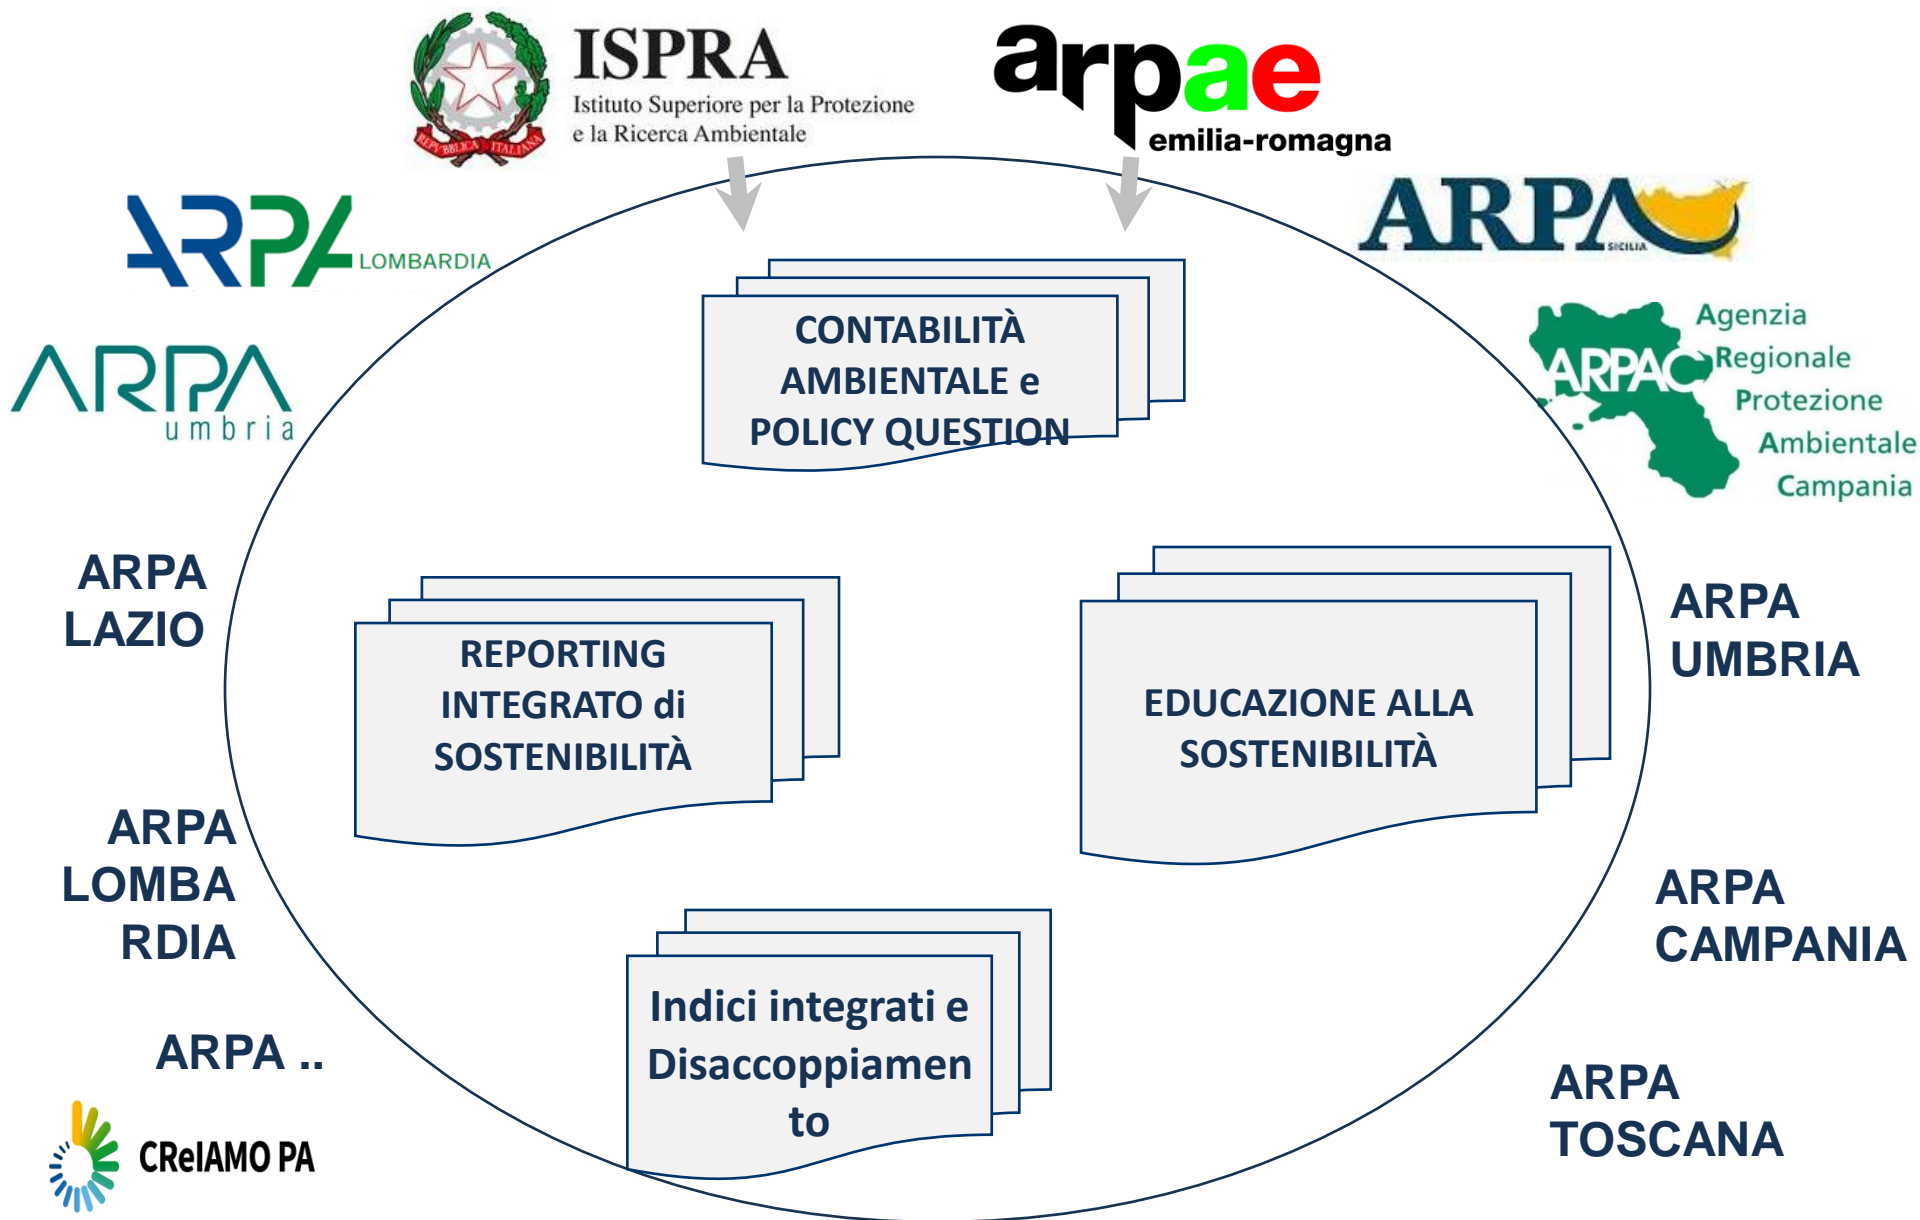 ISPRA
Istituto Superiore per la Protezione
e la Ricerca Ambientale
REPVBBLICA ITALIANA
arpae
emilia-romagna
ARPA LOMBARDIA
ARPA
SICILIA
ARPA
umbria
ARPAC
Agenzia
Regionale
Protezione
Ambientale
Campania
CONTABILITÀ
AMBIENTALE e
POLICY QUESTION
ARPA
LAZIO
REPORTING
INTEGRATO di
SOSTENIBILITÀ
EDUCAZIONE ALLA
SOSTENIBILITÀ
ARPA
UMBRIA
ARPA
LOMBA
RDIA
ARPA
CAMPANIA
Indici integrati e
Disaccoppiamen
to
ARPA ..
ARPA
TOSCANA
CReIAMO PA